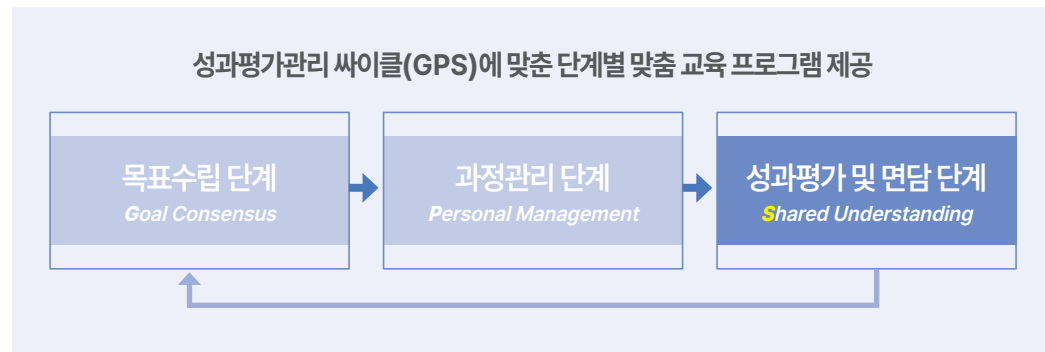 성과평가관리 싸이클(GPS)에 맞춘 단계별 맞춤 교육 프로그램 제공
목표수립 단계
Goal Consensus
과정관리 단계
Personal Management
성과평가 및 면담 단계
Shared Understanding